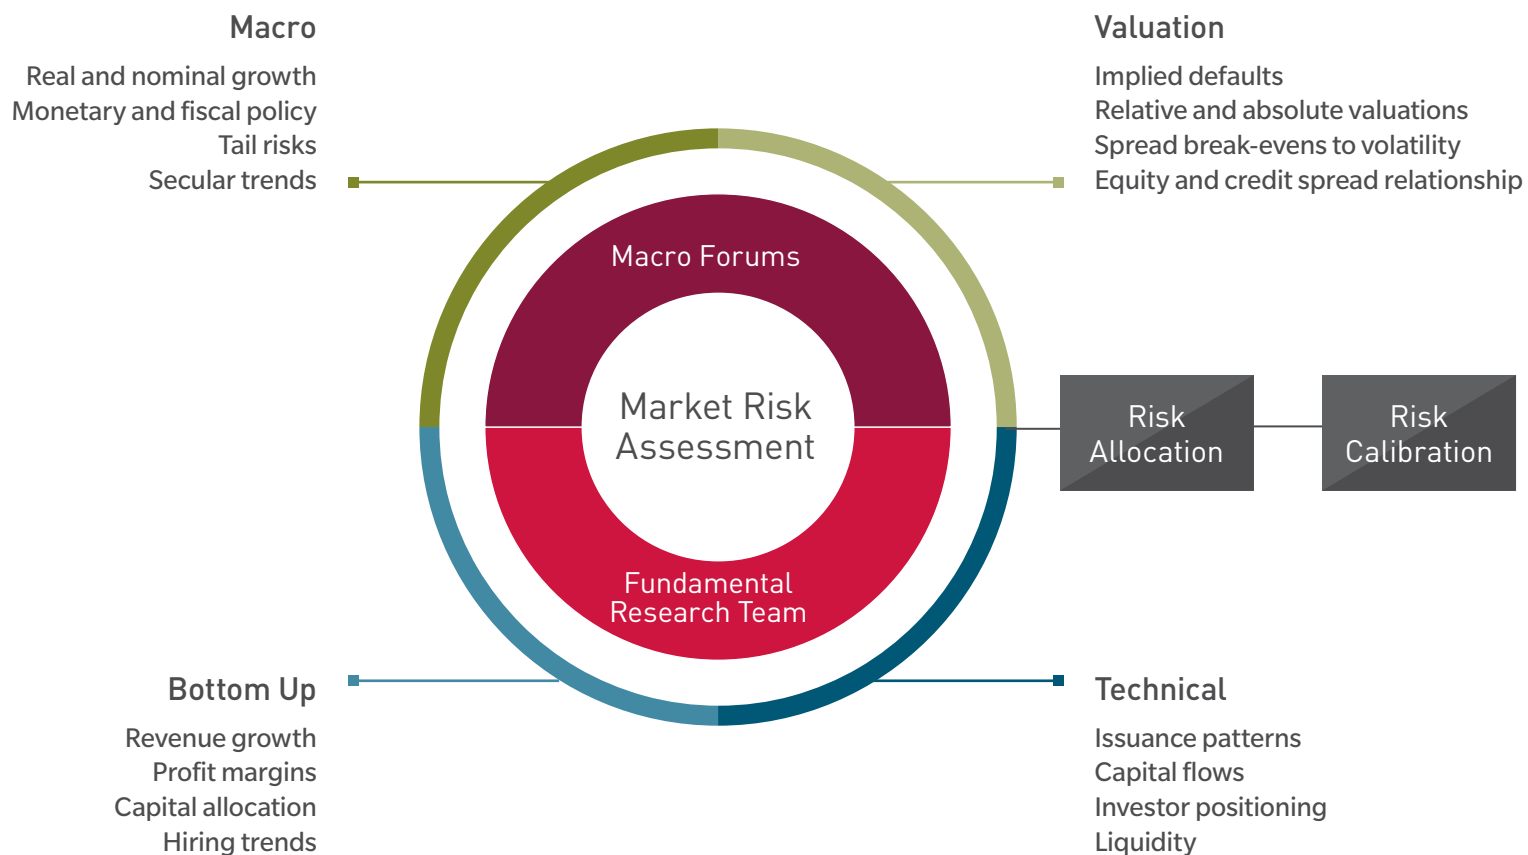 Macro
Real and nominal growth
Monetary and fiscal policy
Tail risks
Secular trends
Valuation
Implied defaults
Relative and absolute valuations
Spread break-evens to volatility
Equity and credit spread relationship
Macro Forums
Market Risk
Assessment
Fundamental
Research Team
Risk
Allocation
Risk
Calibration
Bottom Up
Revenue growth
Profit margins
Capital allocation
Hiring trends
Technical
Issuance patterns
Capital flows
Investor positioning
Liquidity